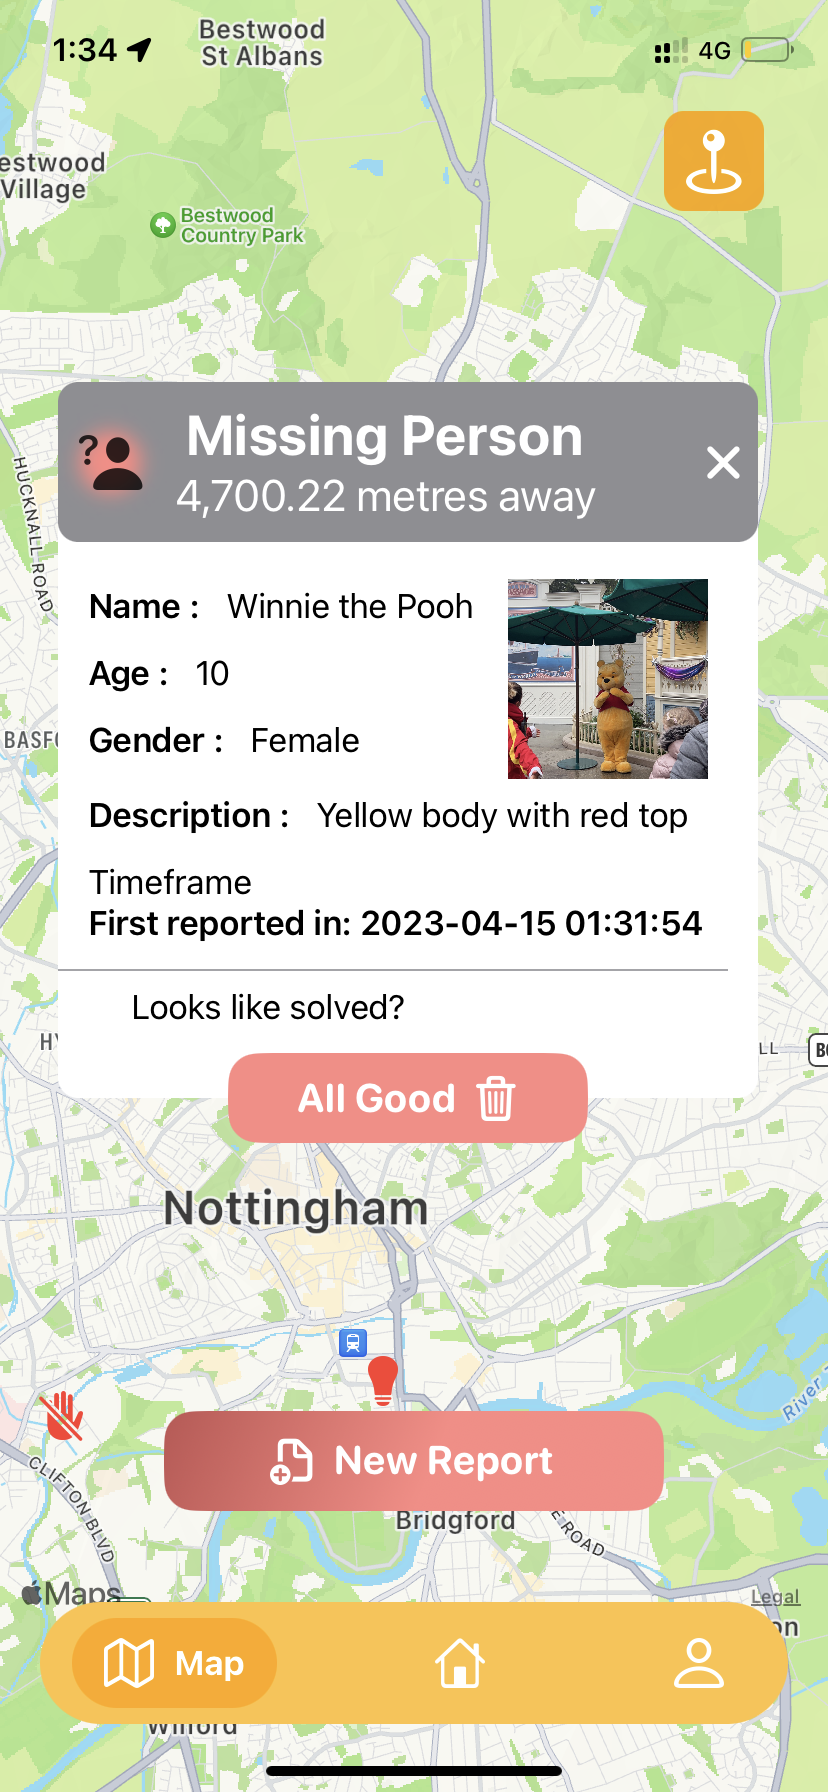 Bestwood
St Albans
1:34
4G
estwood
Village
Bestwood
Country Park
HUCKNALL ROAD
Missing Person
4,700.22 metres away
Name : Winnie the Pooh
Age : 10
BASF
Gender : Female
Description : Yellow body with red top
Timeframe
First reported in: 2023-04-15 01:31:54
Looks like solved?
HY
LL
All Good
Nottingham
River
New Report
CLIFTON BLVD
Bridgford
E ROAD
Maps
Legal
on
Map
Wilford